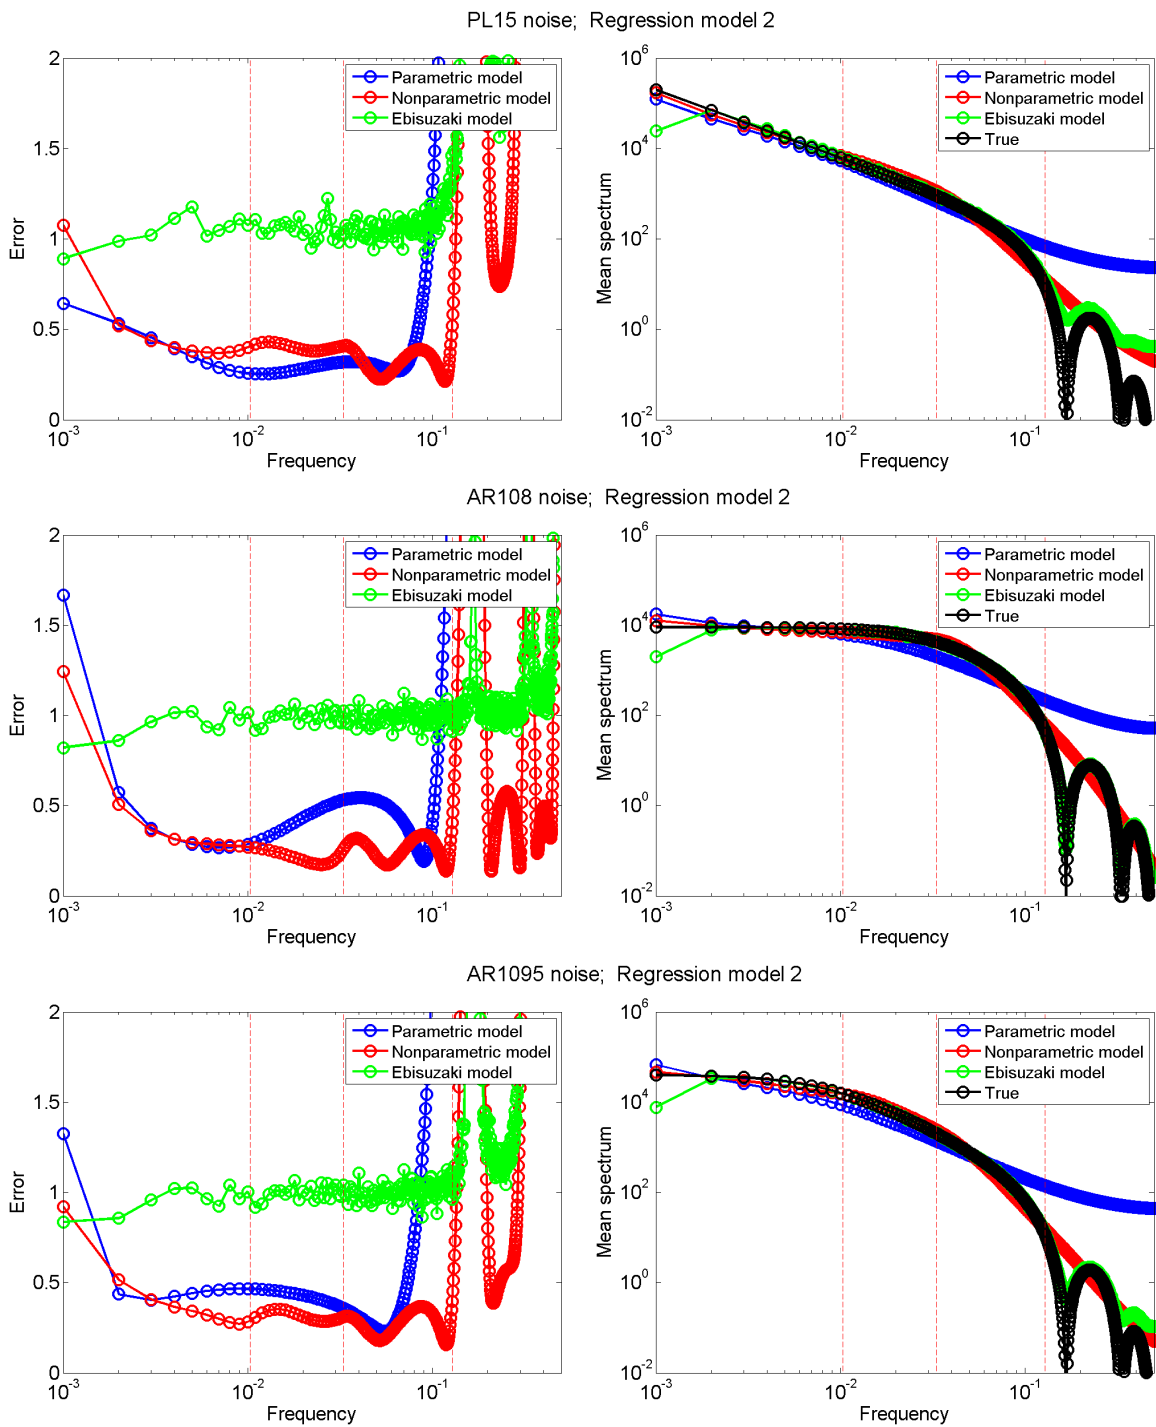 PL15 noise;  Regression model 2
2
1.5
1
0.5
0
Error
10^-3
10^-2
10^-1
Frequency
Parametric model
Nonparametric model
Ebisuzaki model
10^6
10^4
10^2
10^0
10^-2
Mean spectrum
10^-3
10^-2
10^-1
Frequency
Parametric model
Nonparametric model
Ebisuzaki model
True
AR108 noise;  Regression model 2
2
1.5
1
0.5
0
Error
10^-3
10^-2
10^-1
Frequency
Parametric model
Nonparametric model
Ebisuzaki model
10^6
10^4
10^2
10^0
10^-2
Mean spectrum
10^-3
10^-2
10^-1
Frequency
Parametric model
Nonparametric model
Ebisuzaki model
True
AR1095 noise;  Regression model 2
2
1.5
1
0.5
0
Error
10^-3
10^-2
10^-1
Frequency
Parametric model
Nonparametric model
Ebisuzaki model
10^6
10^4
10^2
10^0
10^-2
Mean spectrum
10^-3
10^-2
10^-1
Frequency
Parametric model
Nonparametric model
Ebisuzaki model
True